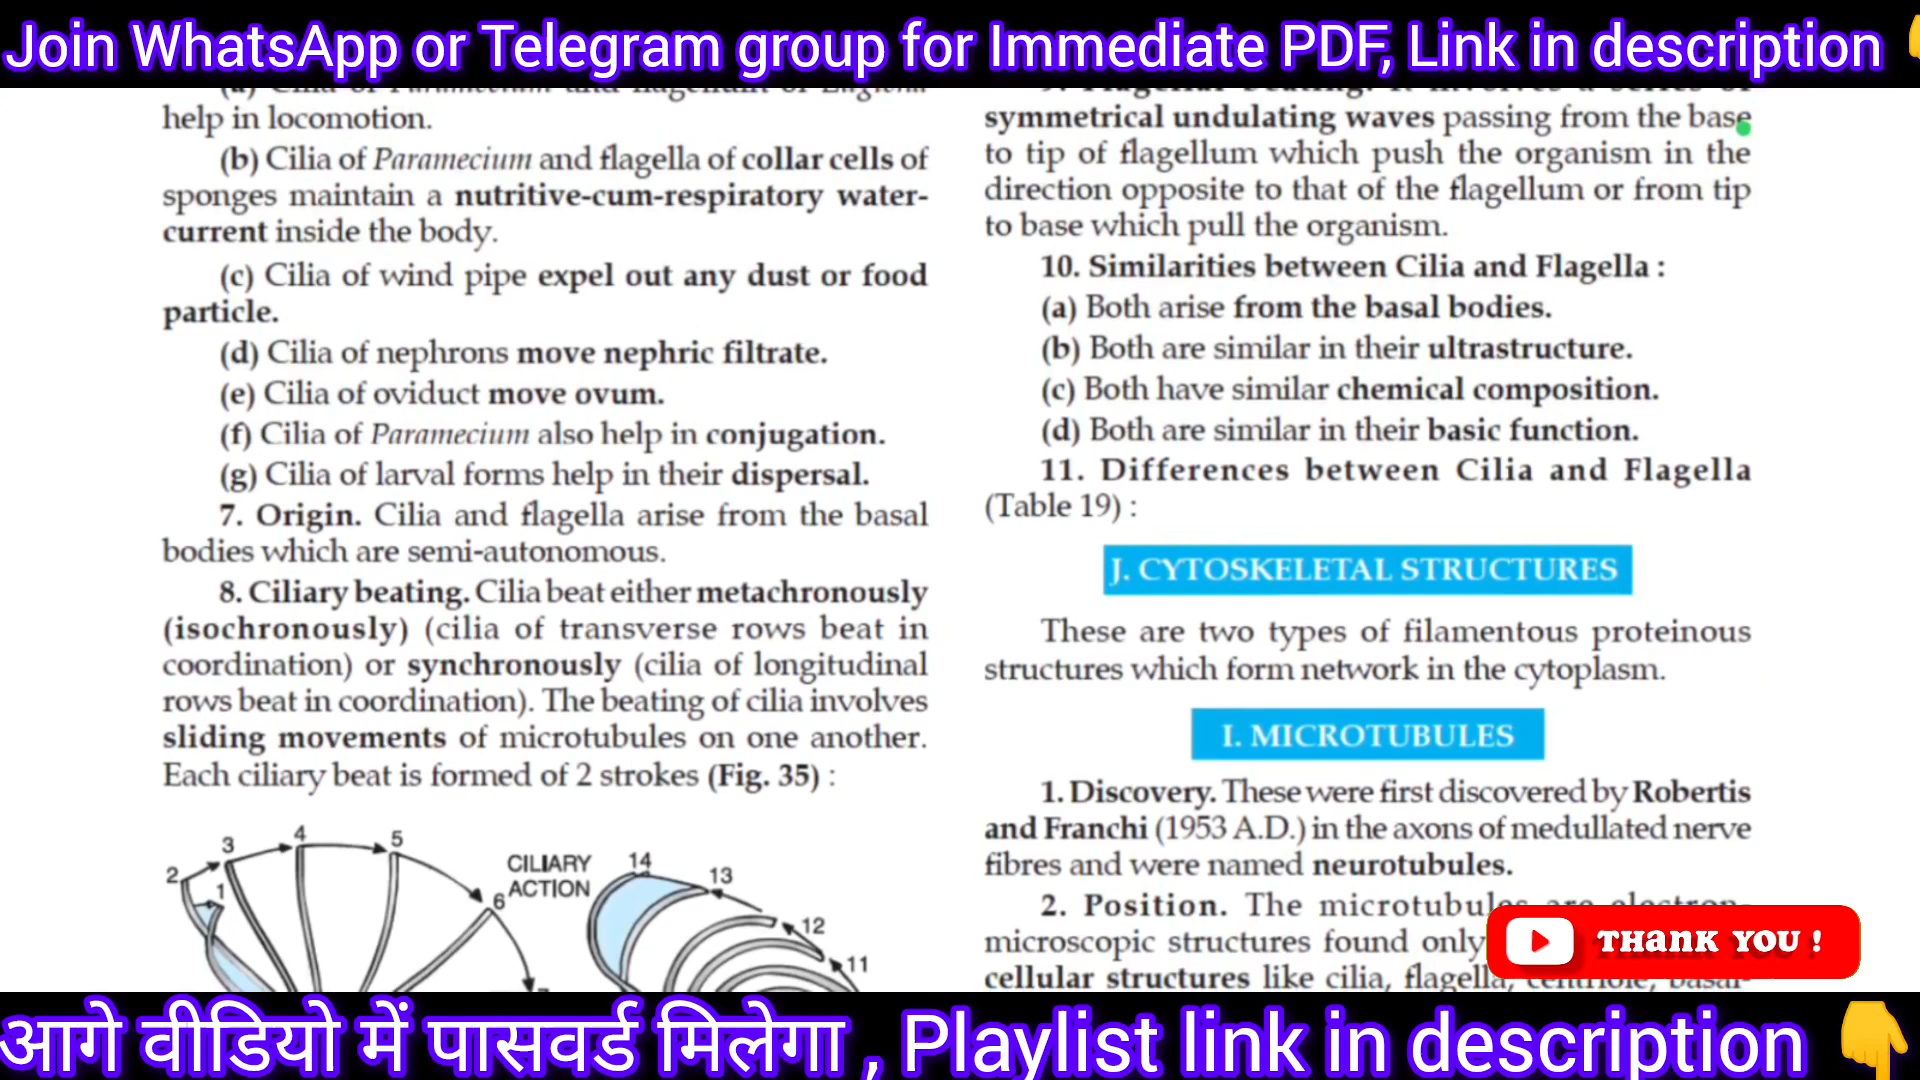 Join WhatsApp or Telegram group for Immediate PDF, Link in description
help in locomotion.
(b) Cilia of Paramecium and flagella of collar cells of
sponges maintain a nutritive-cum-respiratory water-
current inside the body.
(c) Cilia of wind pipe expel out any dust or food
particle.
(d) Cilia of nephrons move nephric filtrate.
(e) Cilia of oviduct move ovum.
(f) Cilia of Paramecium also help in conjugation.
(g) Cilia of larval forms help in their dispersal.
7. Origin. Cilia and flagella arise from the basal
bodies which are semi-autonomous.
8. Ciliary beating. Cilia beat either metachronously
(isochronously) (cilia of transverse rows beat in
coordination) or synchronously (cilia of longitudinal
rows beat in coordination). The beating of cilia involves
sliding movements of microtubules on one another.
Each ciliary beat is formed of 2 strokes (Fig. 35) :
1
2
3
4
5
6
CILIARY
ACTION
14
13
12
11
symmetrical undulating waves passing from the base
to tip of flagellum which push the organism in the
direction opposite to that of the flagellum or from tip
to base which pull the organism.
10. Similarities between Cilia and Flagella :
(a) Both arise from the basal bodies.
(b) Both are similar in their ultrastructure.
(c) Both have similar chemical composition.
(d) Both are similar in their basic function.
11. Differences between Cilia and Flagella
(Table 19) :
J. CYTOSKELETAL STRUCTURES
These are two types of filamentous proteinous
structures which form network in the cytoplasm.
I. MICROTUBULES
1. Discovery. These were first discovered by Robertis
and Franchi (1953 A.D.) in the axons of medullated nerve
fibres and were named neurotubules.
2. Position. The microtubules are electron-
microscopic structures found only
cellular structures like cilia, flagella, centriole, basal-
THANK YOU !
आगे वीडियो में पासवर्ड मिलेगा , Playlist link in description